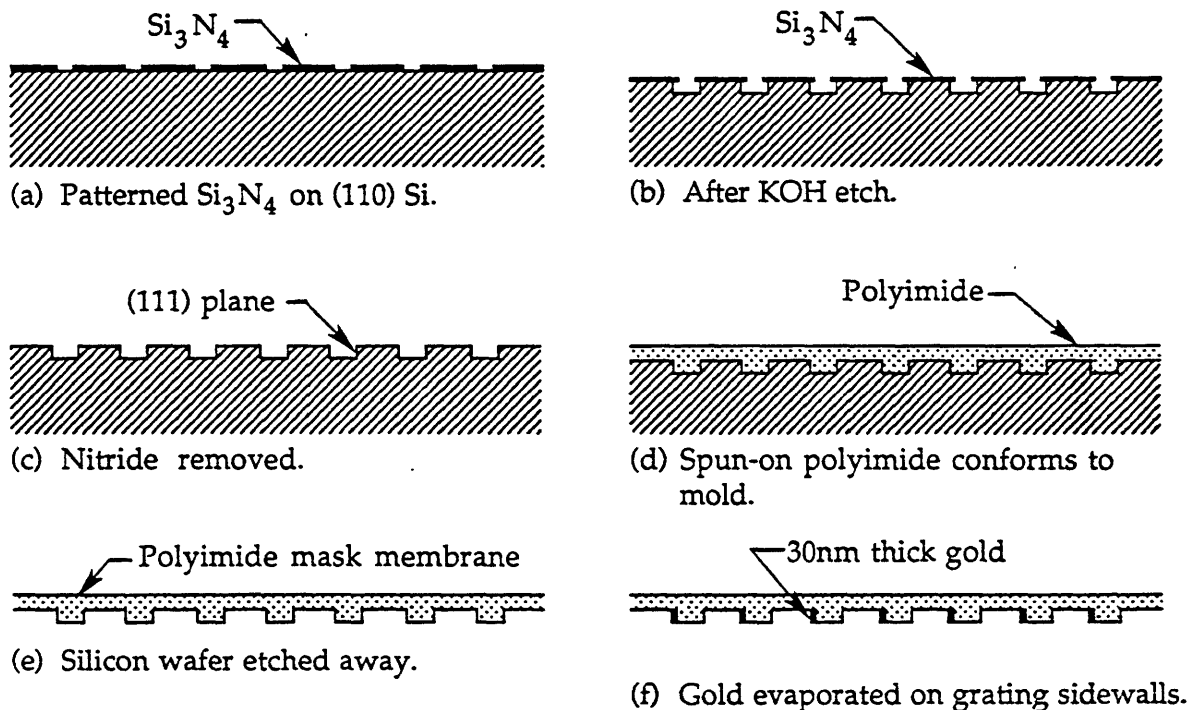 Si₃N₄
(a) Patterned Si₃N₄ on (110) Si.
Si₃N₄
(b) After KOH etch.
(111) plane
(c) Nitride removed.
Polyimide
(d) Spun-on polyimide conforms to
mold.
Polyimide mask membrane
(e) Silicon wafer etched away.
30nm thick gold
(f) Gold evaporated on grating sidewalls.